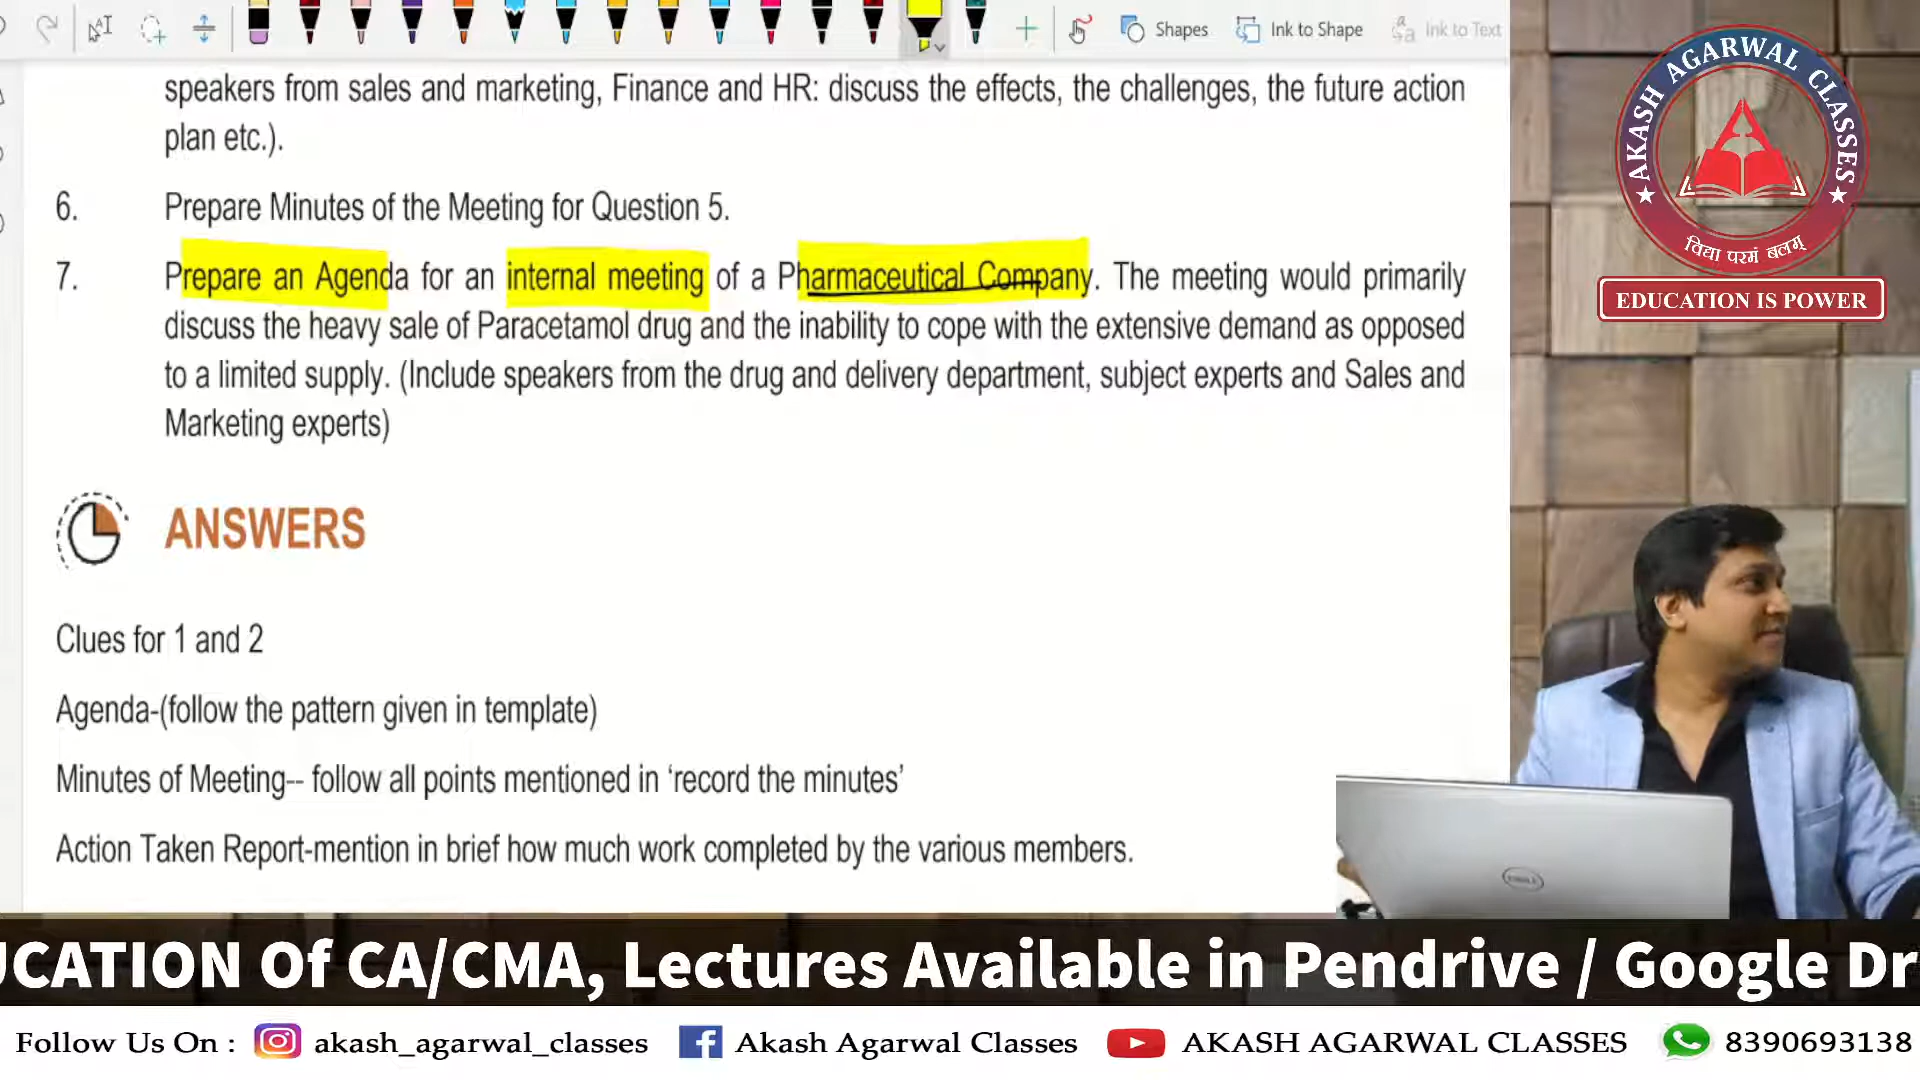 Shapes
Ink to Shape
Ink to Text
speakers from sales and marketing, Finance and HR: discuss the effects, the challenges, the future action
plan etc.).
6. Prepare Minutes of the Meeting for Question 5.
7. Prepare an Agenda for an internal meeting of a Pharmaceutical Company. The meeting would primarily
discuss the heavy sale of Paracetamol drug and the inability to cope with the extensive demand as opposed
to a limited supply. (Include speakers from the drug and delivery department, subject experts and Sales and
Marketing experts)
ANSWERS
Clues for 1 and 2
Agenda-(follow the pattern given in template)
Minutes of Meeting-- follow all points mentioned in ‘record the minutes’
Action Taken Report-mention in brief how much work completed by the various members.
AKASH AGARWAL CLASSES
विद्या परमं बलम्
EDUCATION IS POWER
DELL
UCATION Of CA/CMA, Lectures Available in Pendrive / Google Dr
Follow Us On : akash_agarwal_classes Akash Agarwal Classes AKASH AGARWAL CLASSES 8390693138